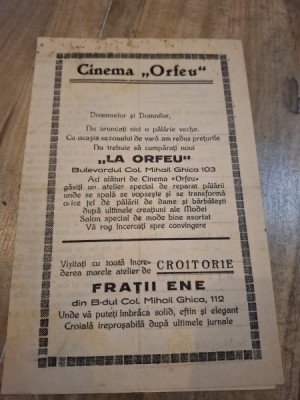 Cinema „Orfeu"
Doamnelor și Domnilor,
Nu aruncați nici o pălărie veche.
Cu ocazia sezonului de vară am redus prețurile
Nu trebuie să cumpărați noui
„LA ORFEU"
Bulevardul Col. Mihail Ghica 103
Aci alături de Cinema «Orfeu»
găsiți un atelier special de reparat pălării
unde se spală se vopsește și se transformă
orice fel de pălării de dame și bărbătești
după ultimele creațiuni ale Modei
Salon special de mode bine asortat
Vă rog încercați spre convingere
Vizitați cu toată încre-
derea marele atelier de CROITORIE
FRAȚII ENE
din B-dul Col. Mihail Ghica, 112
Unde vă puteți îmbrăca solid, eftin și elegant
Croială ireproșabilă după ultimele jurnale